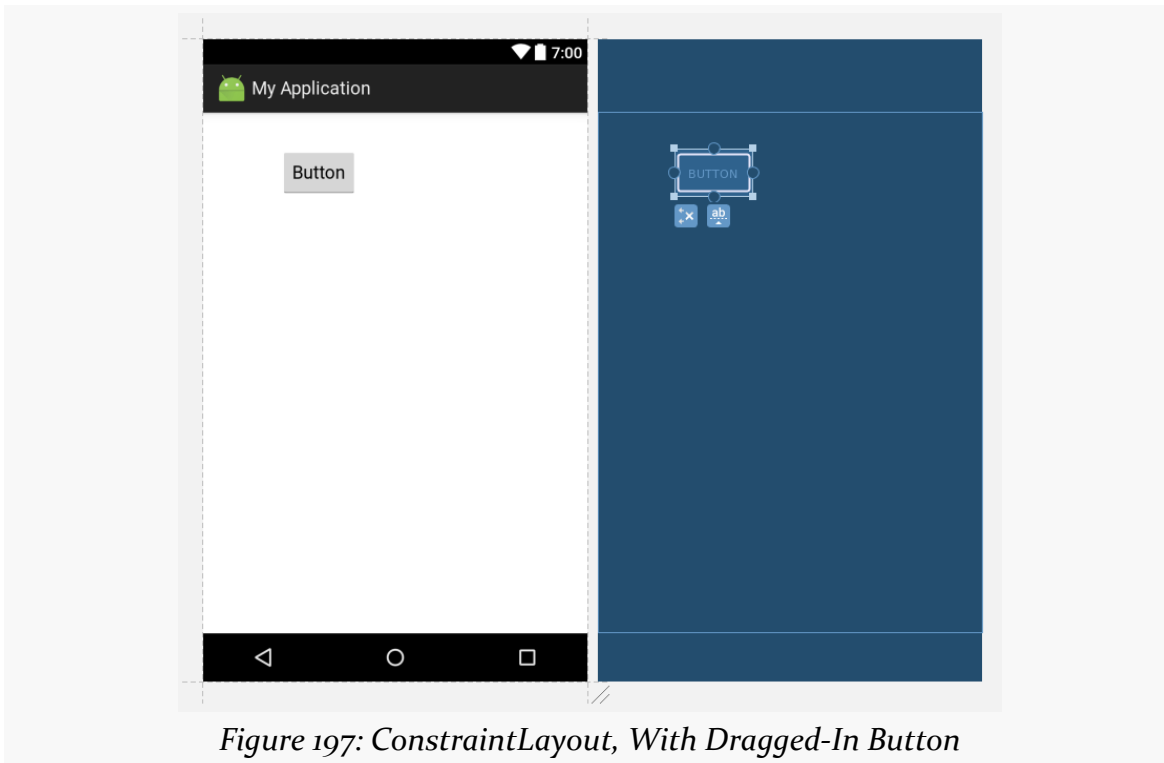 7:00
My Application
Button
BUTTON
ab
Figure 197: ConstraintLayout, With Dragged-In Button